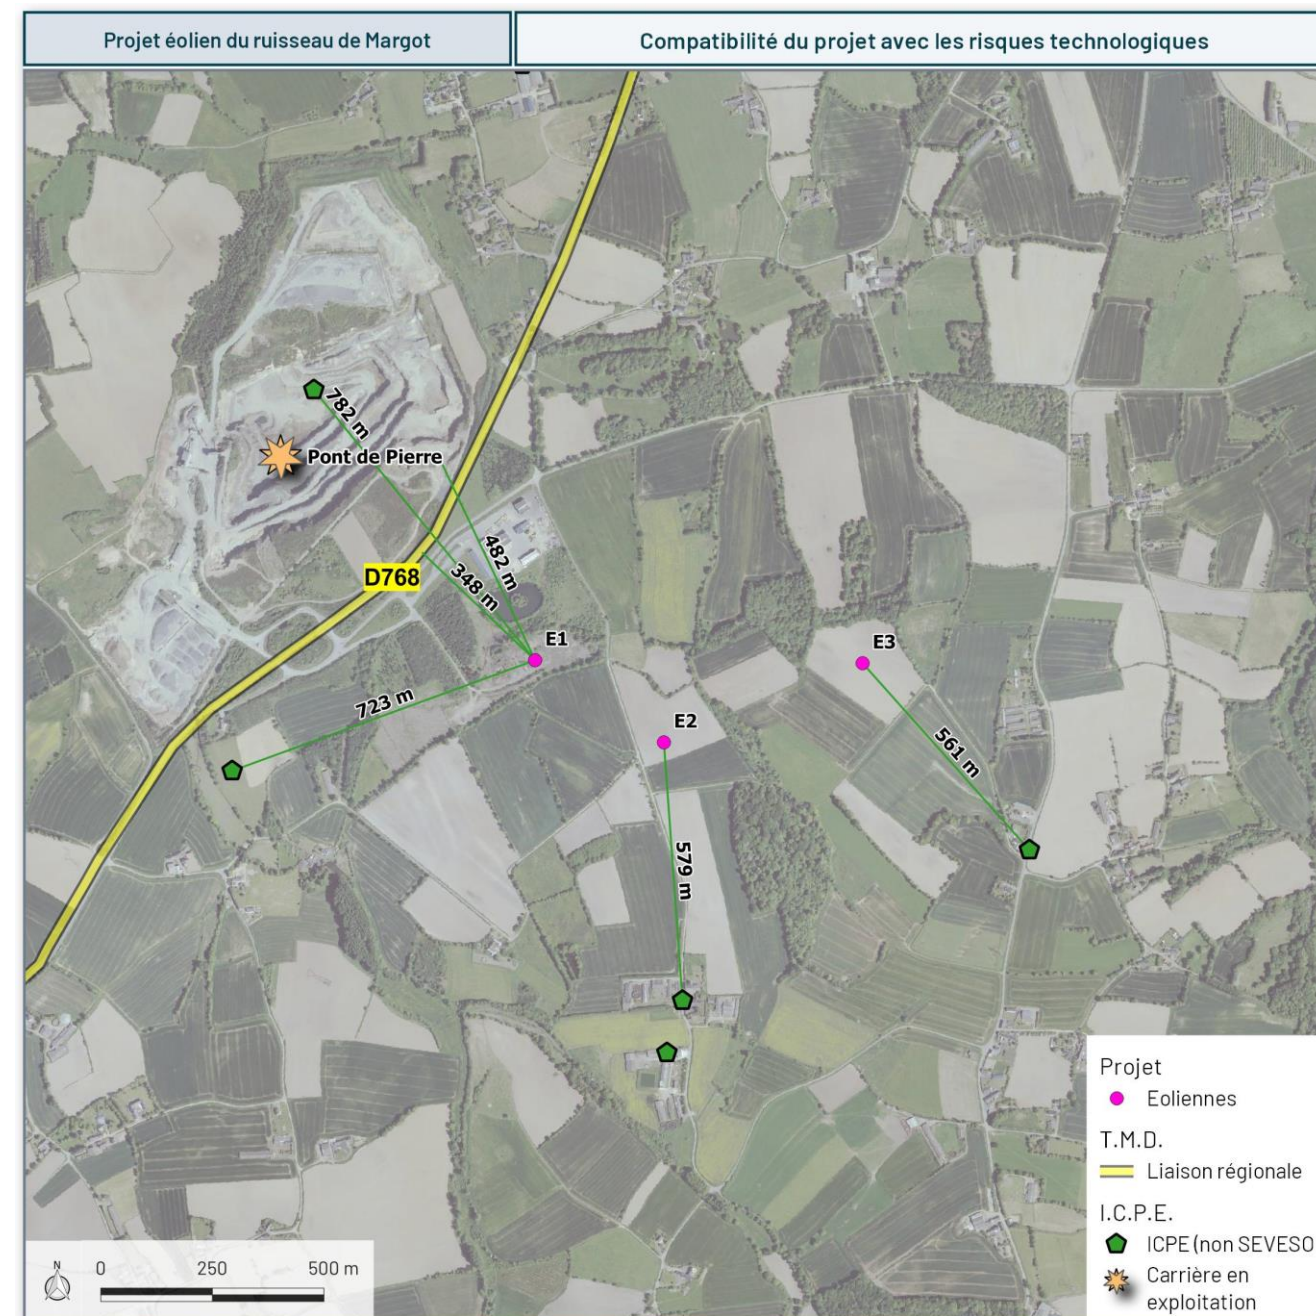 Projet éolien du ruisseau de Margot
Compatibilité du projet avec les risques technologiques
782 m
Pont de Pierre
482 m
D768
348 m
E1
E3
723 m
E2
561 m
579 m
Projet
Eoliennes
T.M.D.
Liaison régionale
I.C.P.E.
ICPE (non SEVESO
Carrière en
exploitation
N
0 250 500 m